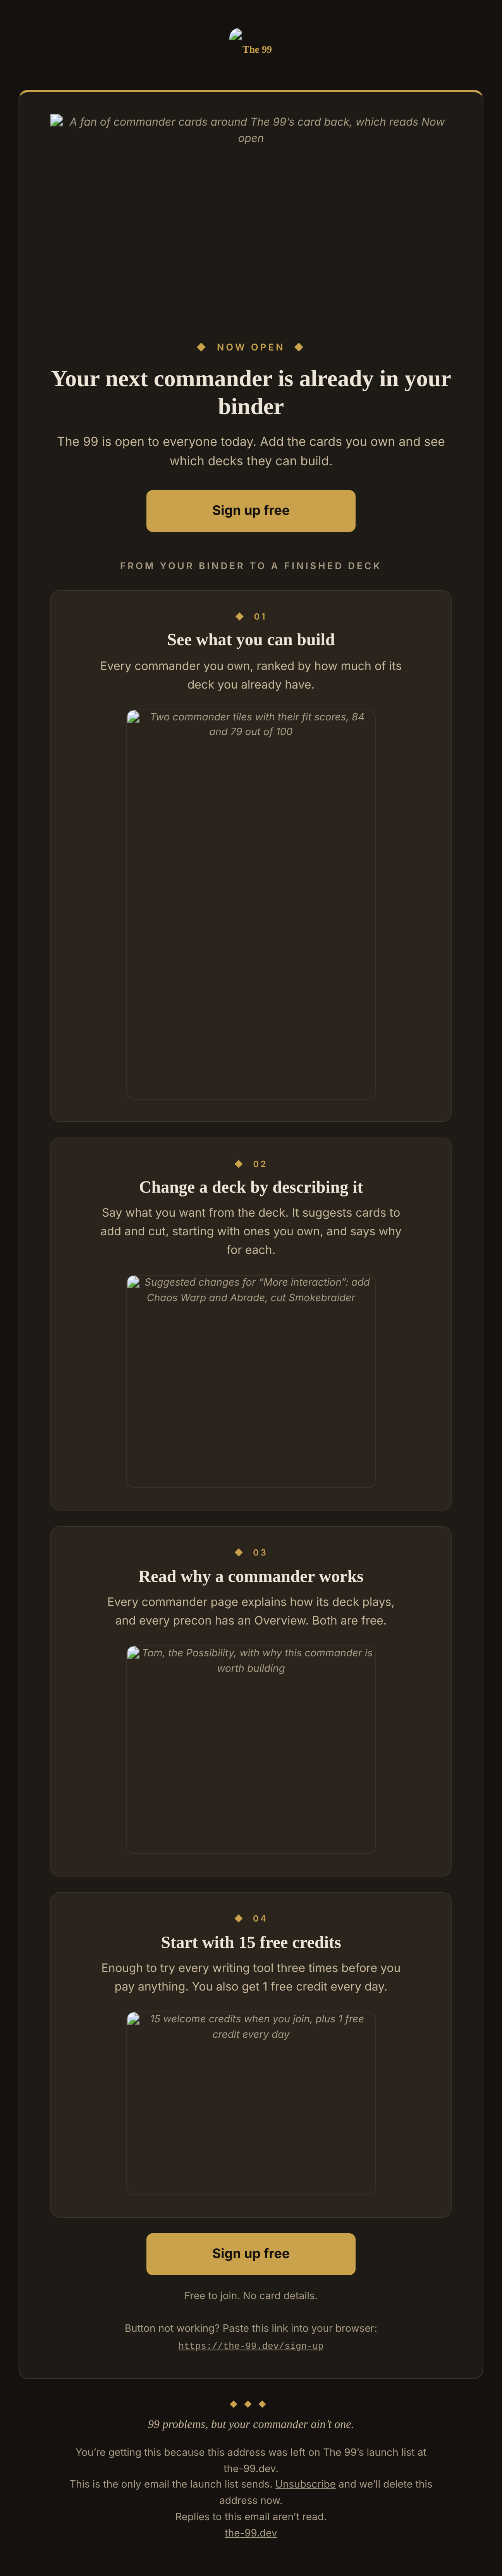 The 99
A fan of commander cards around The 99’s card back, which reads Now
open
◆ NOW OPEN ◆
Your next commander is already in your
binder
The 99 is open to everyone today. Add the cards you own and see
which decks they can build.
Sign up free
FROM YOUR BINDER TO A FINISHED DECK
◆ 01
See what you can build
Every commander you own, ranked by how much of its
deck you already have.
Two commander tiles with their fit scores, 84
and 79 out of 100
◆ 02
Change a deck by describing it
Say what you want from the deck. It suggests cards to
add and cut, starting with ones you own, and says why
for each.
Suggested changes for “More interaction”: add
Chaos Warp and Abrade, cut Smokebraider
◆ 03
Read why a commander works
Every commander page explains how its deck plays,
and every precon has an Overview. Both are free.
Tam, the Possibility, with why this commander is
worth building
◆ 04
Start with 15 free credits
Enough to try every writing tool three times before you
pay anything. You also get 1 free credit every day.
15 welcome credits when you join, plus 1 free
credit every day
Sign up free
Free to join. No card details.
Button not working? Paste this link into your browser:
https://the-99.dev/sign-up
◆ ◆ ◆
99 problems, but your commander ain’t one.
You’re getting this because this address was left on The 99’s launch list at
the-99.dev.
This is the only email the launch list sends. Unsubscribe and we’ll delete this
address now.
Replies to this email aren’t read.
the-99.dev